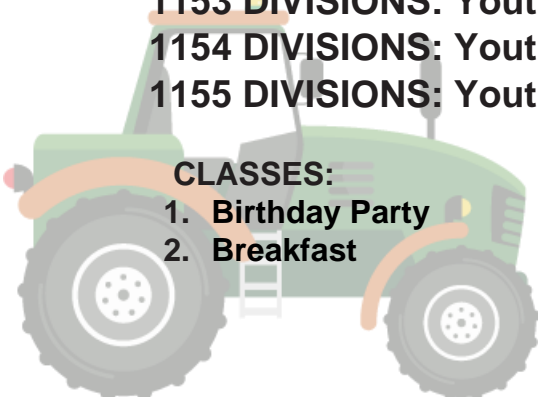 1153 DIVISIONS: Yout
1154 DIVISIONS: Yout
1155 DIVISIONS: Yout
CLASSES:
1. Birthday Party
2. Breakfast